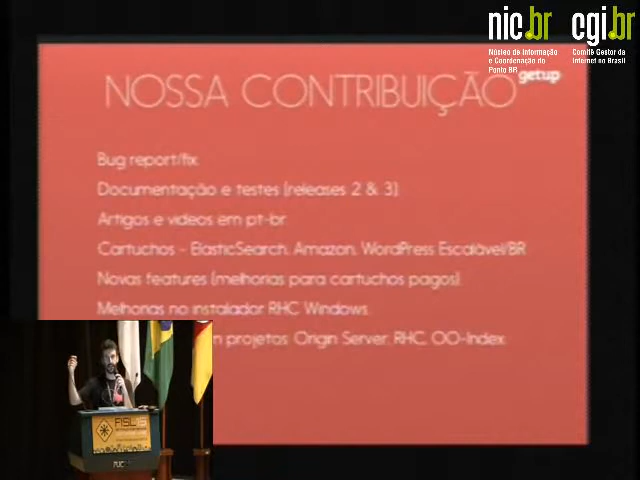 nic.br cgi.br
Núcleo de Informação
e Coordenação do
Ponto BR
Comitê Gestor da
Internet no Brasil
getup
NOSSA CONTRIBUIÇÃO
Bug report/fix
Documentação e testes (releases 2 & 3)
Artigos e videos em pt-br
Cartuchos - ElasticSearch, Amazon, WordPress Escalável/BR
Novas features (melhorias para cartuchos pagos)
Melhorias no instalador RHC Windows
m projetos: Origin Server, RHC, OO-Index
PUC